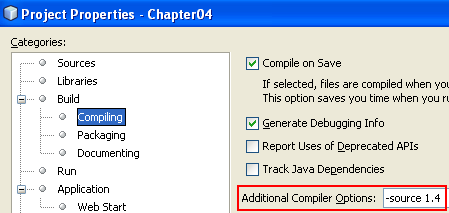 Project Properties - Chapter04
Categories:
Sources
Libraries
Build
Compiling
Packaging
Documenting
Run
Application
Web Start
Compile on Save
If selected, files are compiled when you
This option saves you time when you ru
Generate Debugging Info
Report Uses of Deprecated APIs
Track Java Dependencies
Additional Compiler Options: -source 1.4